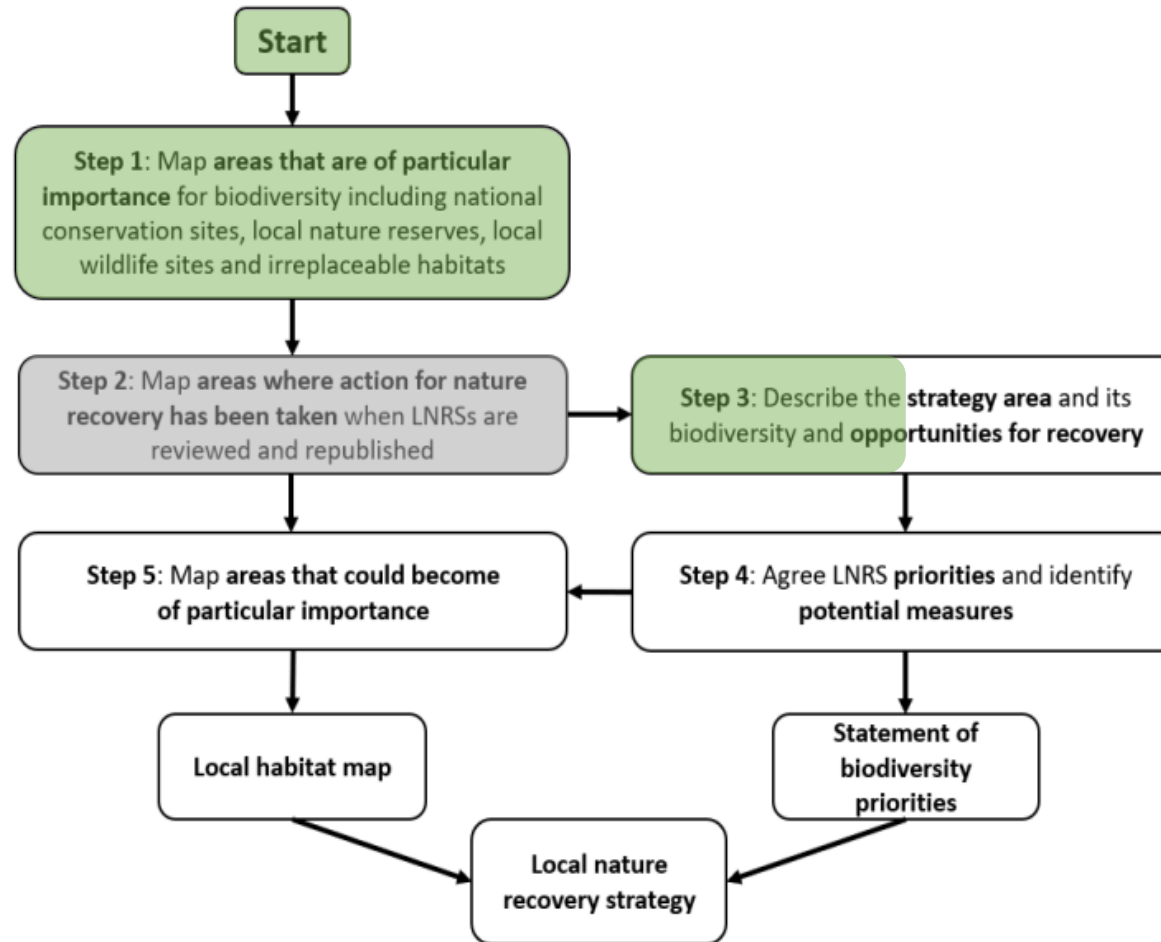 Start
Step 1: Map areas that are of particular
importance for biodiversity including national
conservation sites, local nature reserves, local
wildlife sites and irreplaceable habitats
Step 2: Map areas where action for nature
recovery has been taken when LNRSs are
reviewed and republished
Step 3: Describe the strategy area and its
biodiversity and opportunities for recovery
Step 4: Agree LNRS priorities and identify
potential measures
Step 5: Map areas that could become
of particular importance
Local habitat map
Statement of
biodiversity
priorities
Local nature
recovery strategy